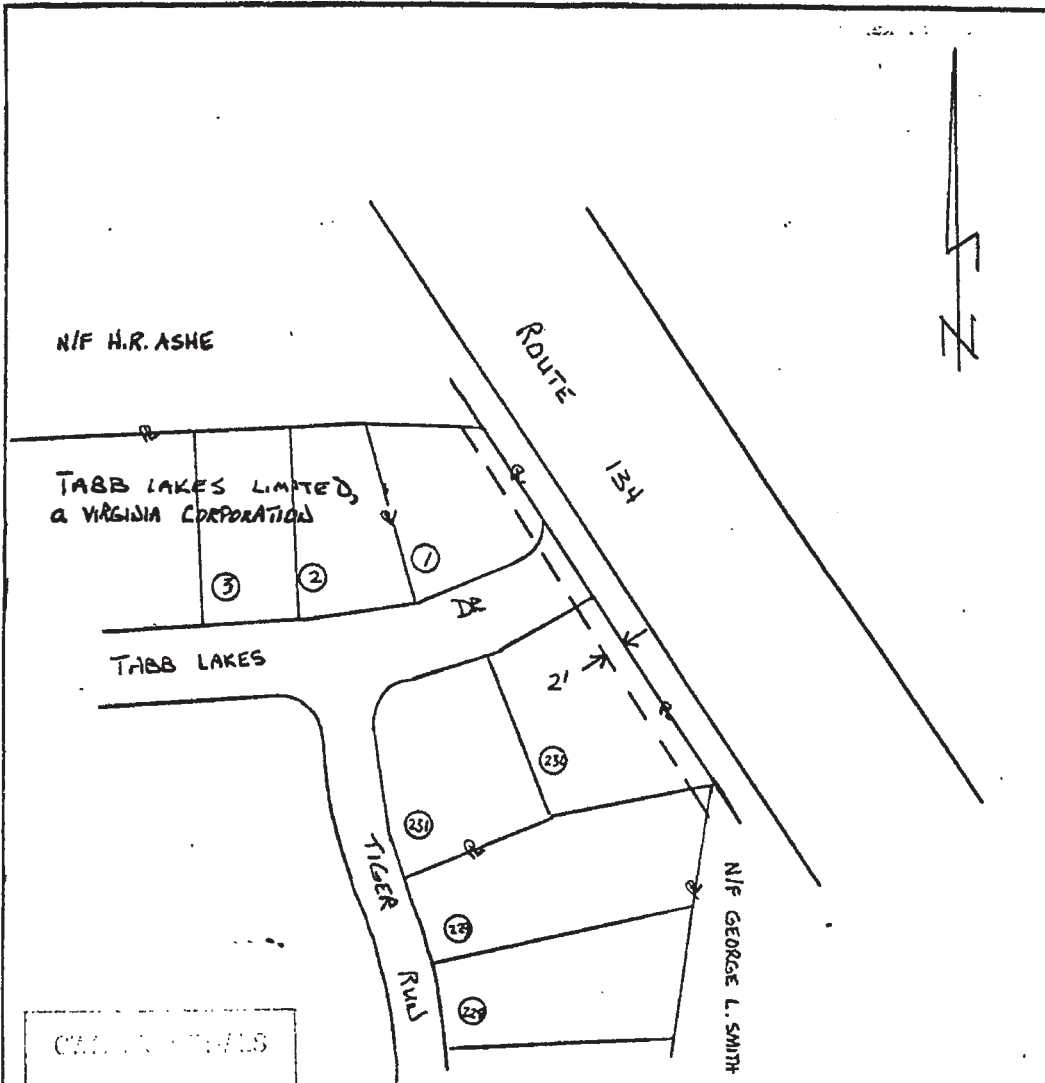 N/F H.R. ASHE
ROUTE
134
TABB LAKES LIMITED,
a VIRGINIA CORPORATION
3
2
1
DR
TABB LAKES
2'
230
231
TIGER
RUN
229
N/F GEORGE L. SMITH
N